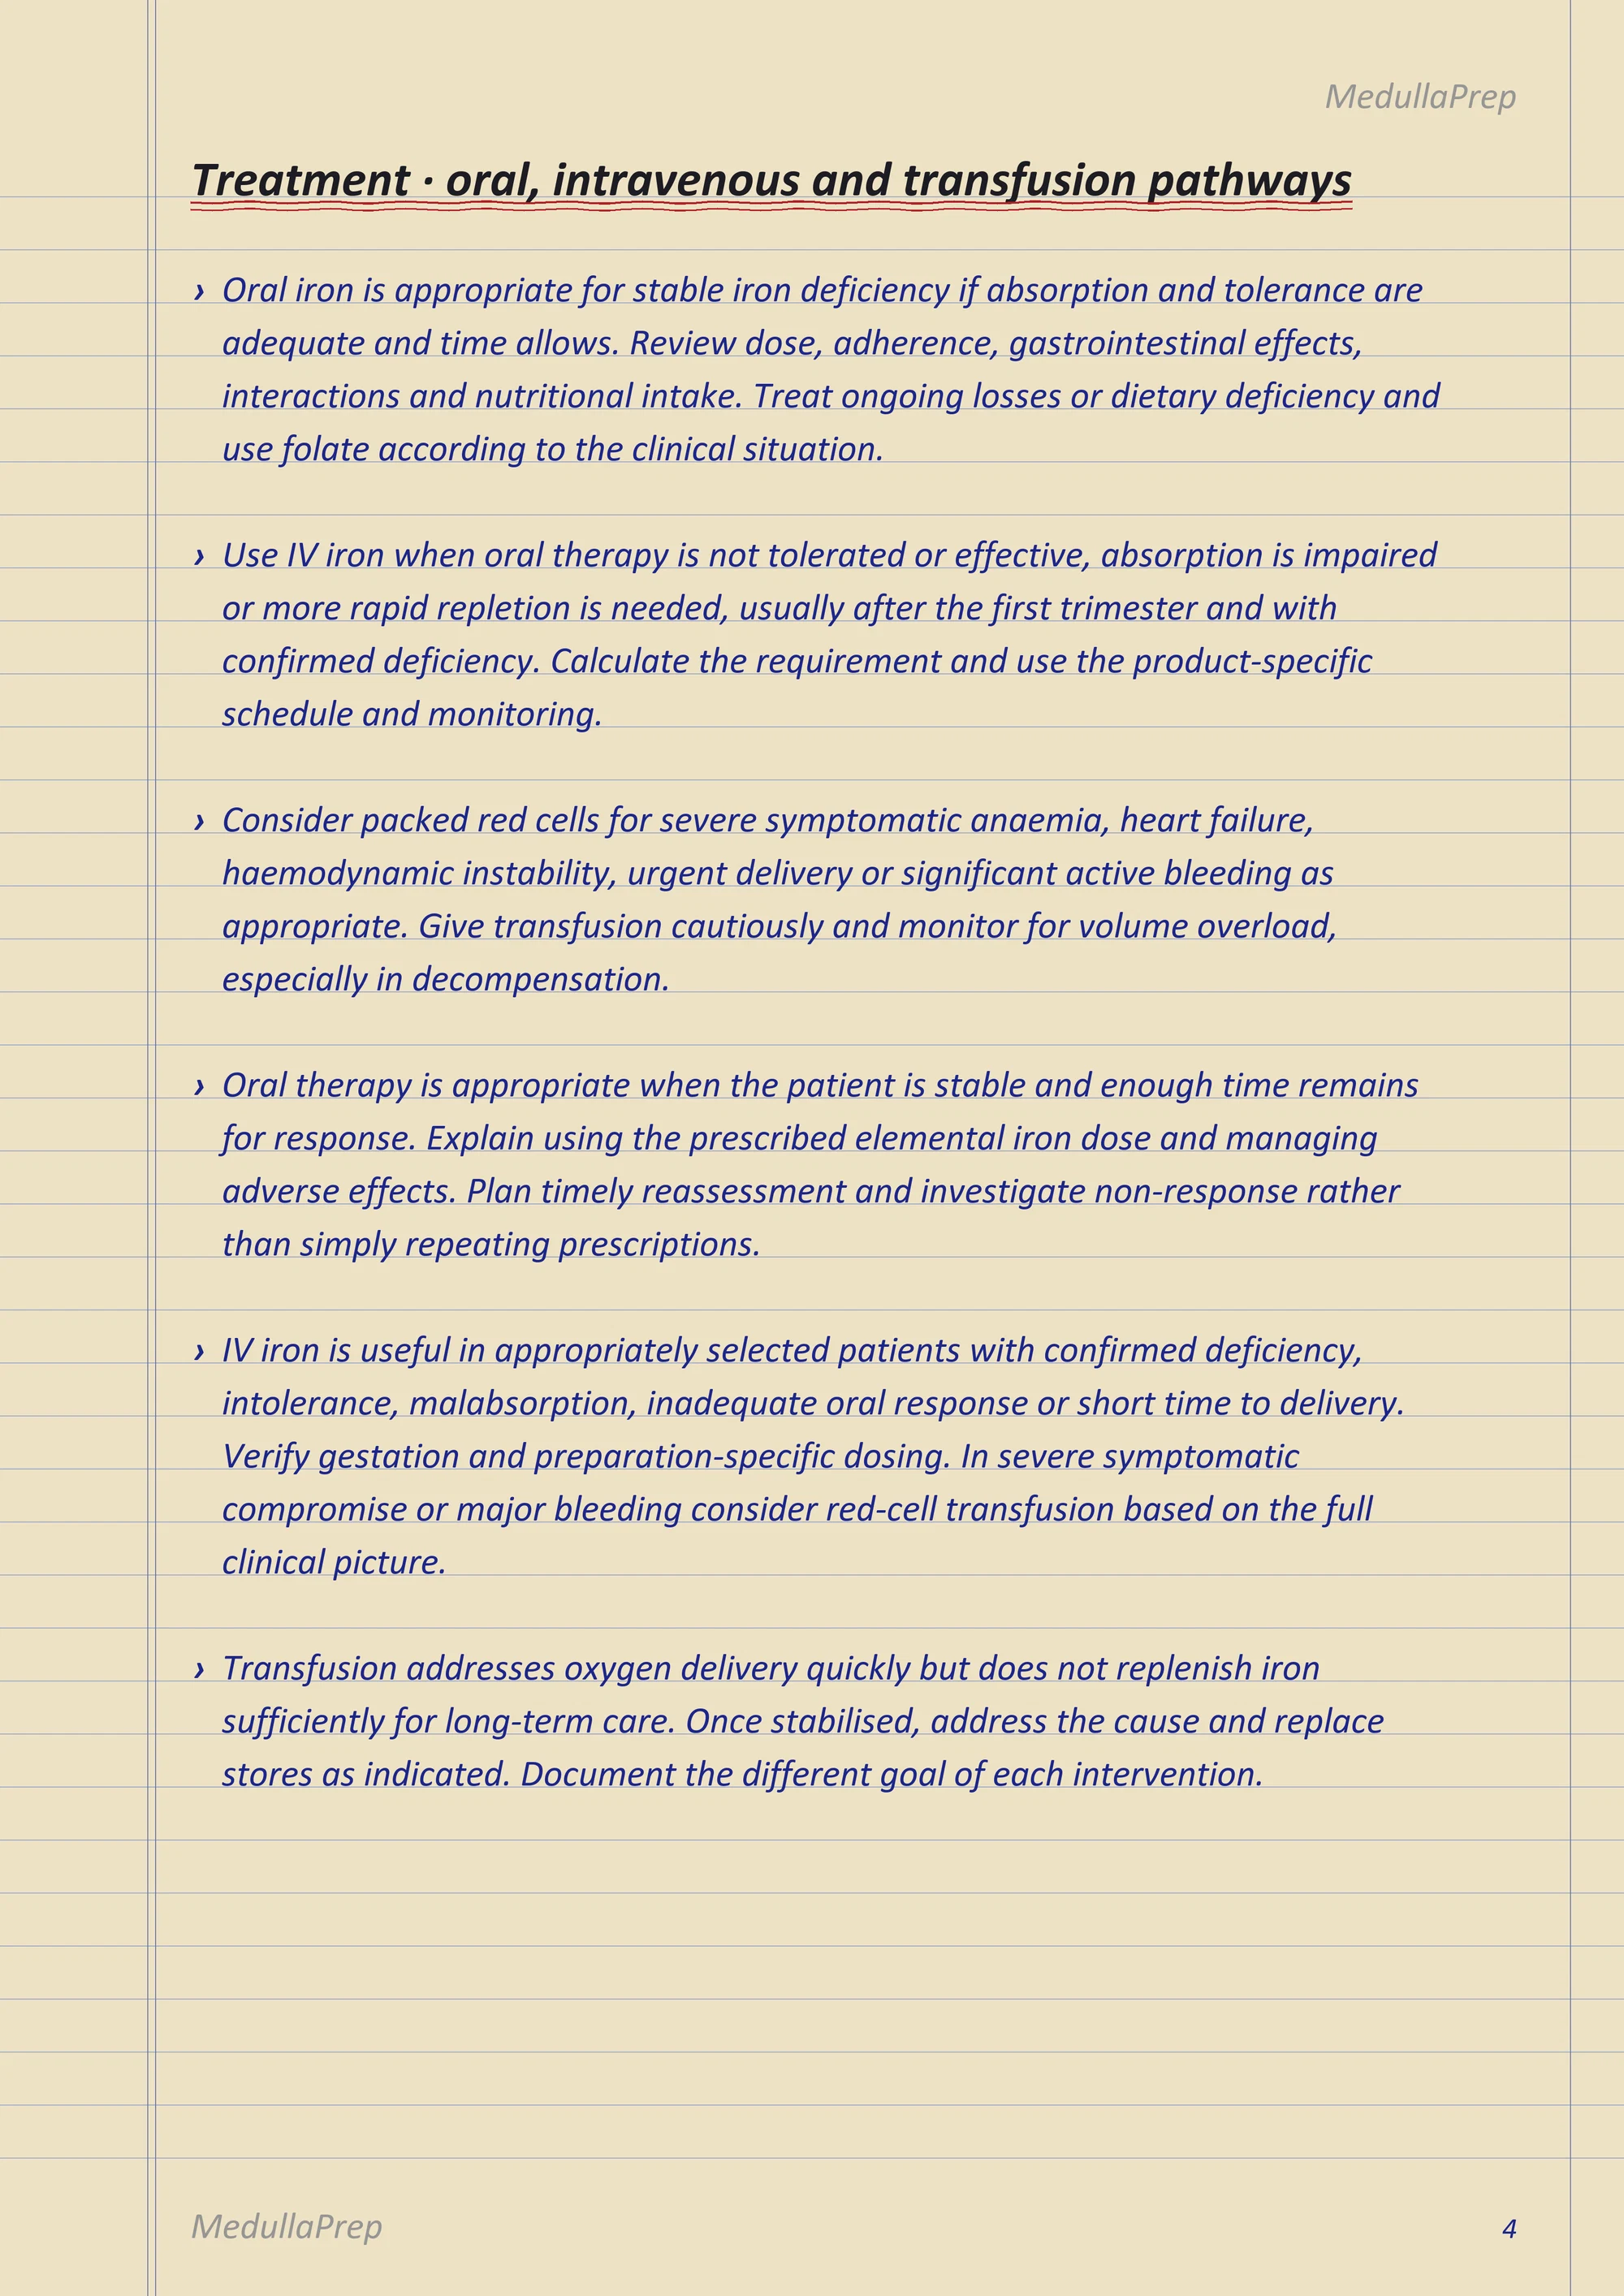 MedullaPrep
Treatment · oral, intravenous and transfusion pathways
› Oral iron is appropriate for stable iron deficiency if absorption and tolerance are
adequate and time allows. Review dose, adherence, gastrointestinal effects,
interactions and nutritional intake. Treat ongoing losses or dietary deficiency and
use folate according to the clinical situation.
› Use IV iron when oral therapy is not tolerated or effective, absorption is impaired
or more rapid repletion is needed, usually after the first trimester and with
confirmed deficiency. Calculate the requirement and use the product-specific
schedule and monitoring.
› Consider packed red cells for severe symptomatic anaemia, heart failure,
haemodynamic instability, urgent delivery or significant active bleeding as
appropriate. Give transfusion cautiously and monitor for volume overload,
especially in decompensation.
› Oral therapy is appropriate when the patient is stable and enough time remains
for response. Explain using the prescribed elemental iron dose and managing
adverse effects. Plan timely reassessment and investigate non-response rather
than simply repeating prescriptions.
› IV iron is useful in appropriately selected patients with confirmed deficiency,
intolerance, malabsorption, inadequate oral response or short time to delivery.
Verify gestation and preparation-specific dosing. In severe symptomatic
compromise or major bleeding consider red-cell transfusion based on the full
clinical picture.
› Transfusion addresses oxygen delivery quickly but does not replenish iron
sufficiently for long-term care. Once stabilised, address the cause and replace
stores as indicated. Document the different goal of each intervention.
MedullaPrep
4